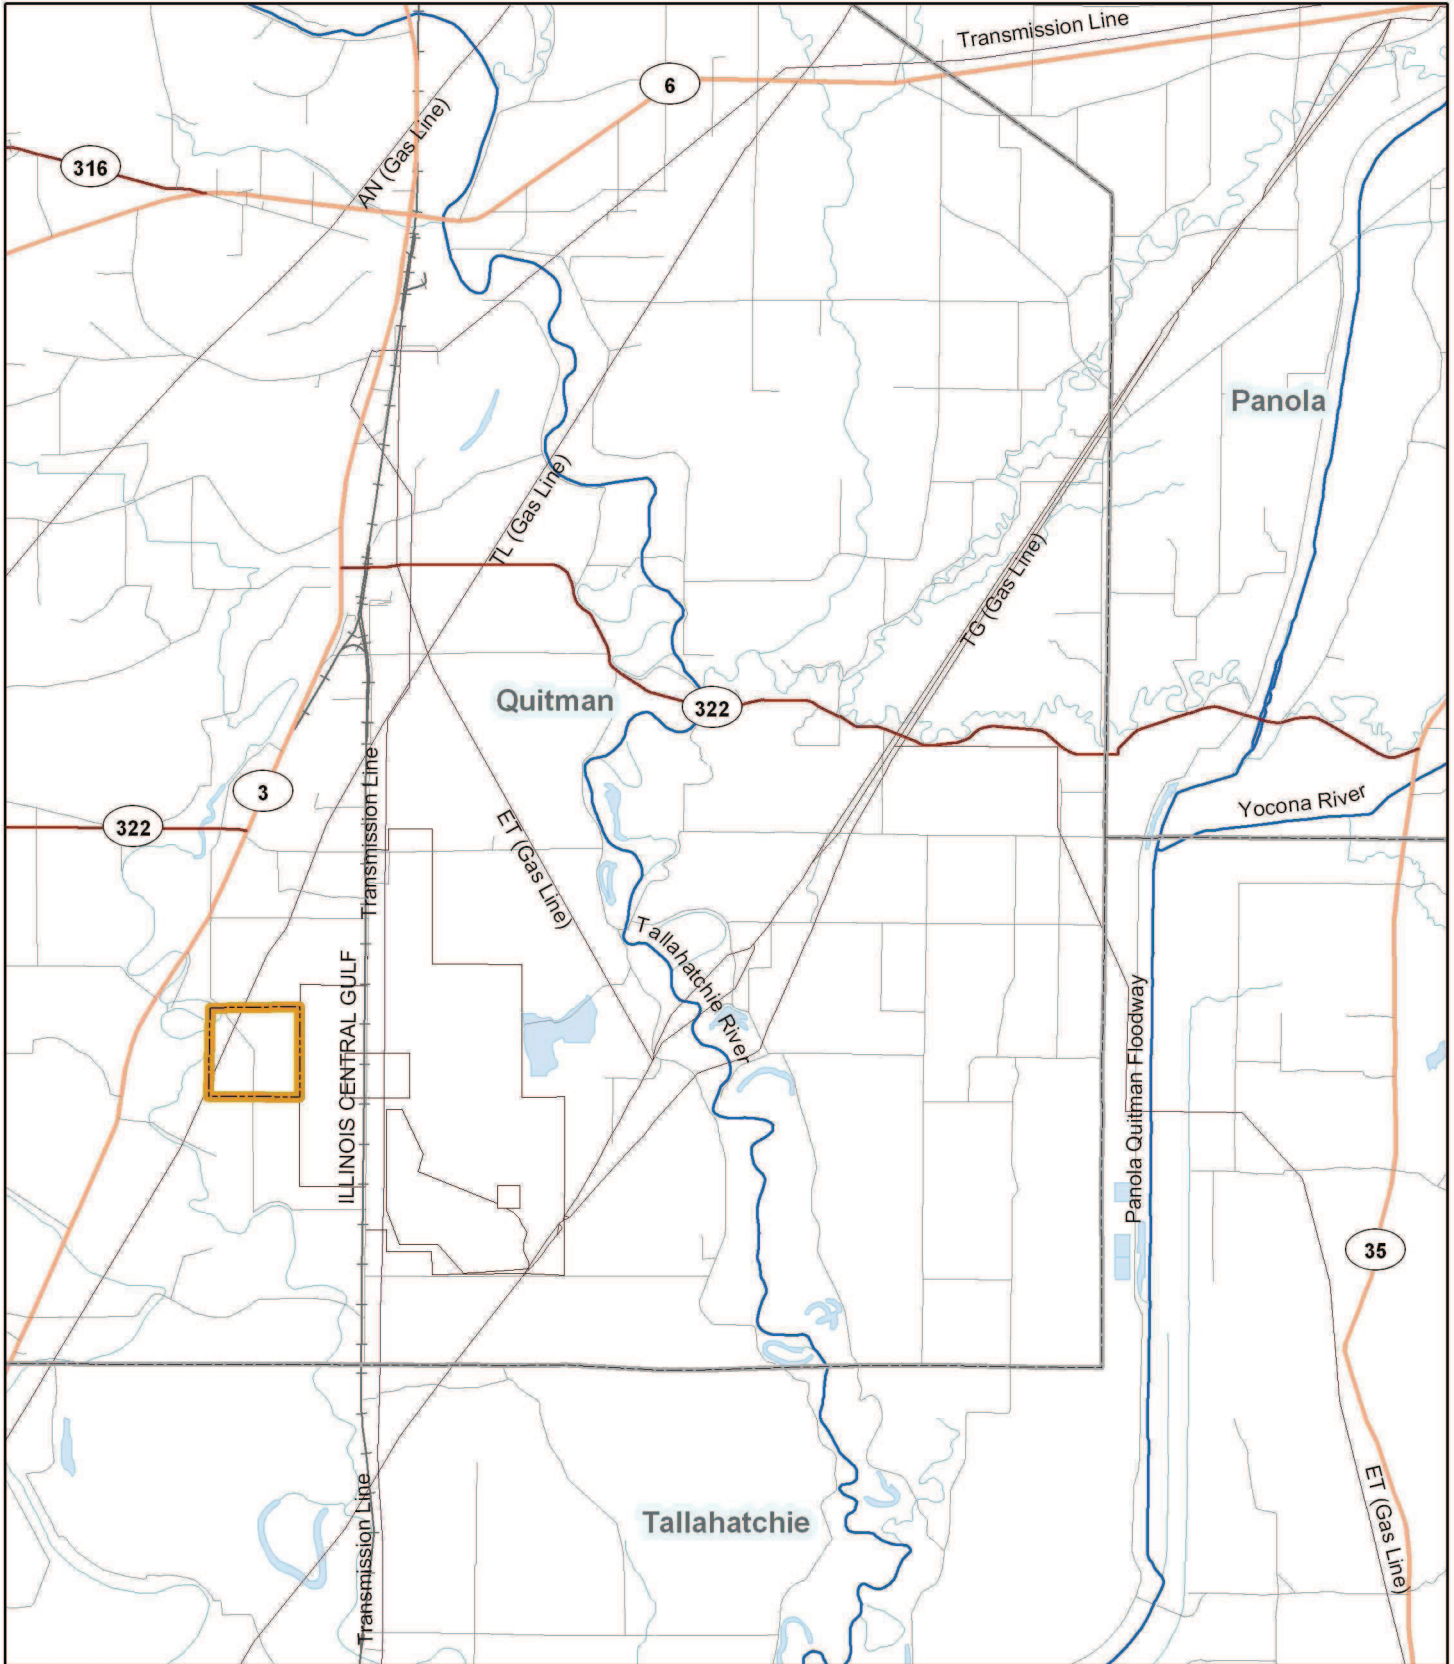 Transmission Line
6
316
AN (Gas Line)
Panola
TL (Gas Line)
TG (Gas Line)
Quitman
322
3
Transmission Line
322
Yocona River
ET (Gas Line)
Tallahatchie River
ILLINOIS CENTRAL GULF
Panola Quitman Floodway
35
Tallahatchie
Transmission Line
ET (Gas Line)